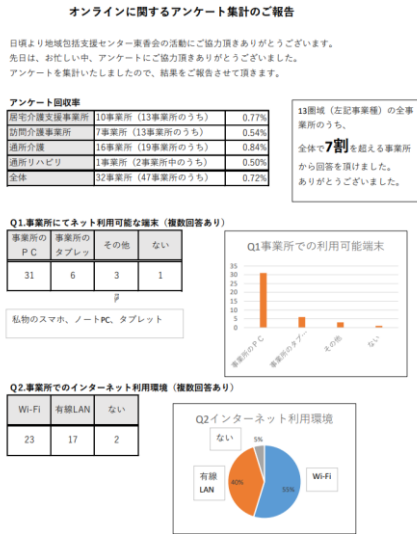 オンラインに関するアンケート集計のご報告
日頃より地域包括支援センター東香会の活動にご協力頂きありがとうございます。
先日は、お忙しい中、アンケートにご協力頂きありがとうございました。
アンケートを集計いたしましたので、結果をご報告させて頂きます。
アンケート回収率
居宅介護支援事業所 10事業所（13事業所のうち） 0.77%
訪問介護事業所 7事業所（13事業所のうち） 0.54%
通所介護 16事業所（19事業所のうち） 0.84%
通所リハビリ 1事業所（2事業所中のうち） 0.50%
全体 32事業所（47事業所のうち） 0.72%
13圏域（左記事業種）の全事
業所のうち、
全体で7割を超える事業所
から回答を頂けました。
ありがとうございました。
Q1.事業所にてネット利用可能な端末（複数回答あり）
事業所の
ＰＣ
事業所の
タブレッ
その他
ない
31 6 3 1
私物のスマホ、ノートPC、タブレット
Q1事業所での利用可能端末
35
30
25
20
15
10
5
0
事業所のＰＣ
事業所のタブ…
その他
ない
Q2.事業所でのインターネット利用環境（複数回答あり）
Wi-Fi 有線LAN ない
23 17 2
Q2インターネット利用環境
ない
5%
有線
LAN
40%
55%
Wi-Fi